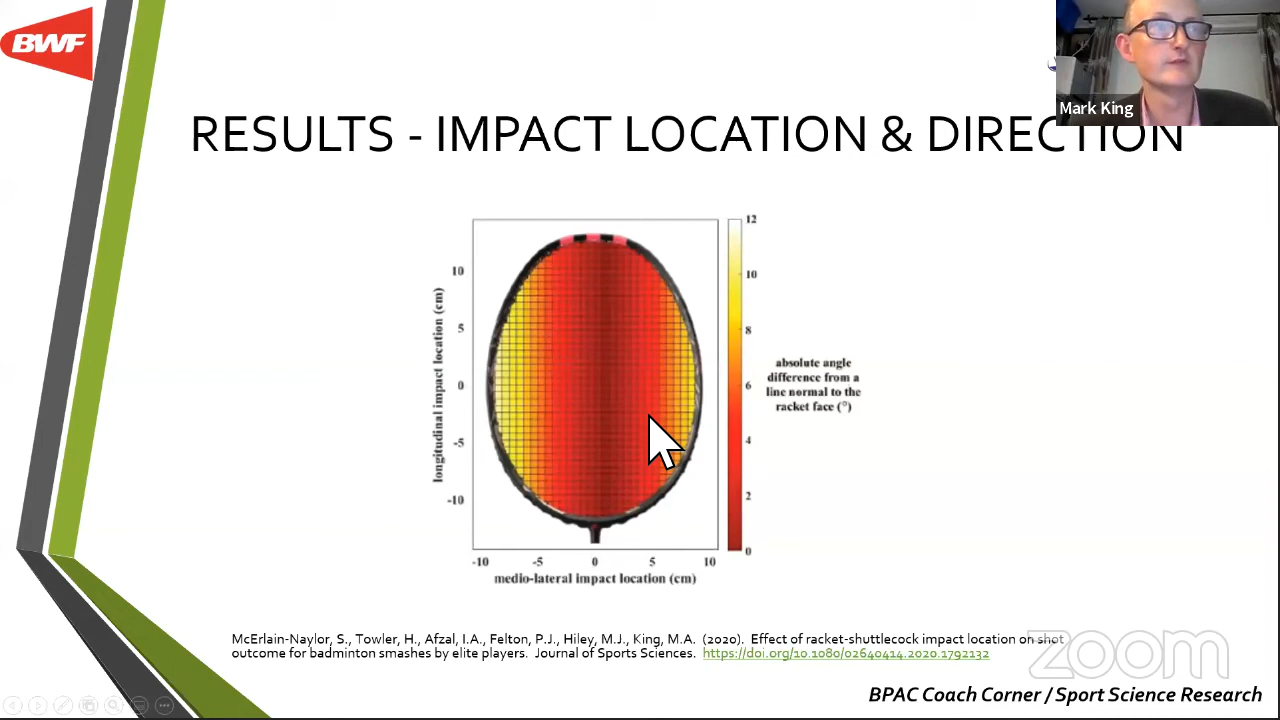 BWF
Mark King
RESULTS - IMPACT LOCATION & DIRECTION
12
10
8
6
4
2
0
absolute angle
difference from a
line normal to the
racket face (°)
longitudinal impact location (cm)
10
5
0
-5
-10
-10 -5 0 5 10
medio-lateral impact location (cm)
McErlain-Naylor, S., Towler, H., Afzal, I.A., Felton, P.J., Hiley, M.J., King, M.A. (2020). Effect of racket-shuttlecock impact location on shot
outcome for badminton smashes by elite players. Journal of Sports Sciences. https://doi.org/10.1080/02640414.2020.1792132
zoom
BPAC Coach Corner / Sport Science Research